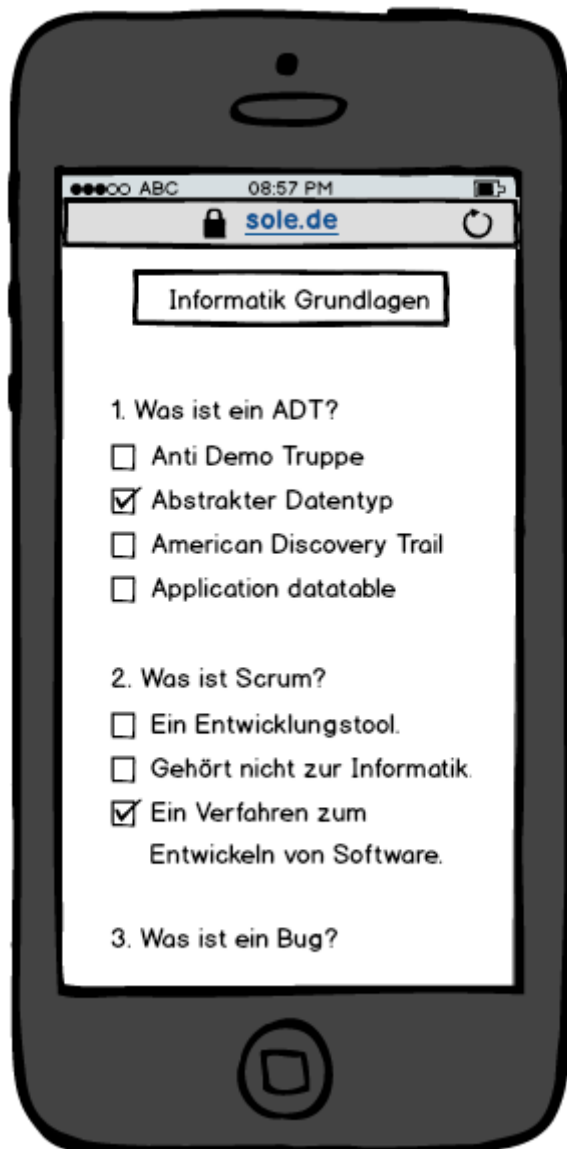 ABC 08:57 PM
sole.de
Informatik Grundlagen
1. Was ist ein ADT?
Anti Demo Truppe
Abstrakter Datentyp
American Discovery Trail
Application datatable
2. Was ist Scrum?
Ein Entwicklungstool.
Gehört nicht zur Informatik.
Ein Verfahren zum
Entwickeln von Software.
3. Was ist ein Bug?